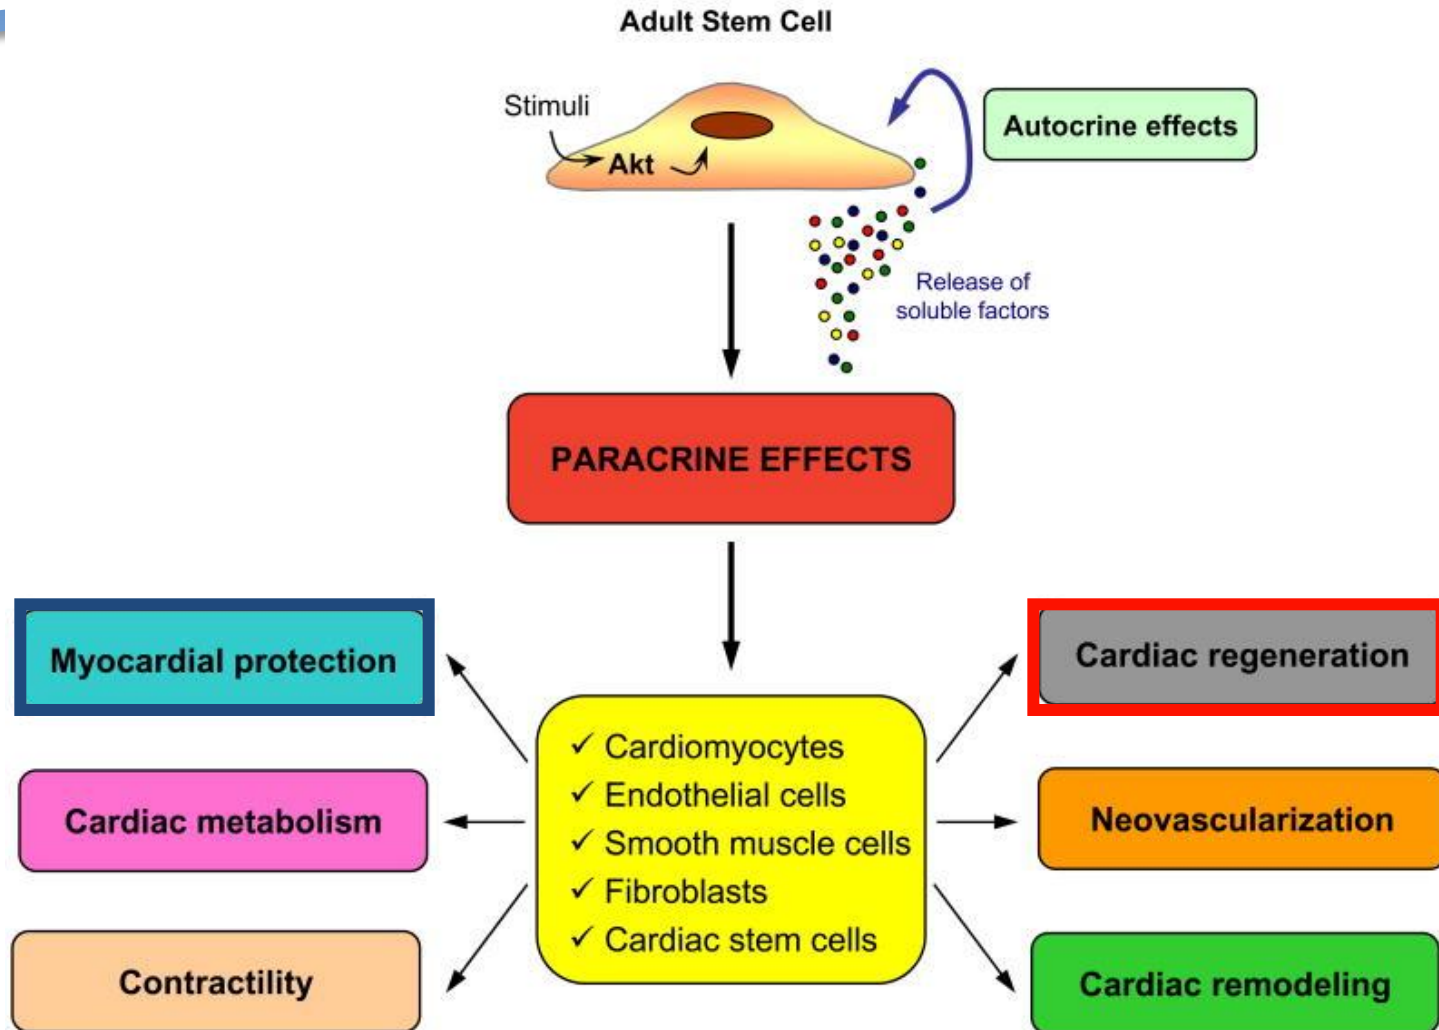 Adult Stem Cell
Stimuli
Akt
Autocrine effects
Release of
soluble factors
PARACRINE EFFECTS
Myocardial protection
Cardiac metabolism
Contractility
✓ Cardiomyocytes
✓ Endothelial cells
✓ Smooth muscle cells
✓ Fibroblasts
✓ Cardiac stem cells
Cardiac regeneration
Neovascularization
Cardiac remodeling